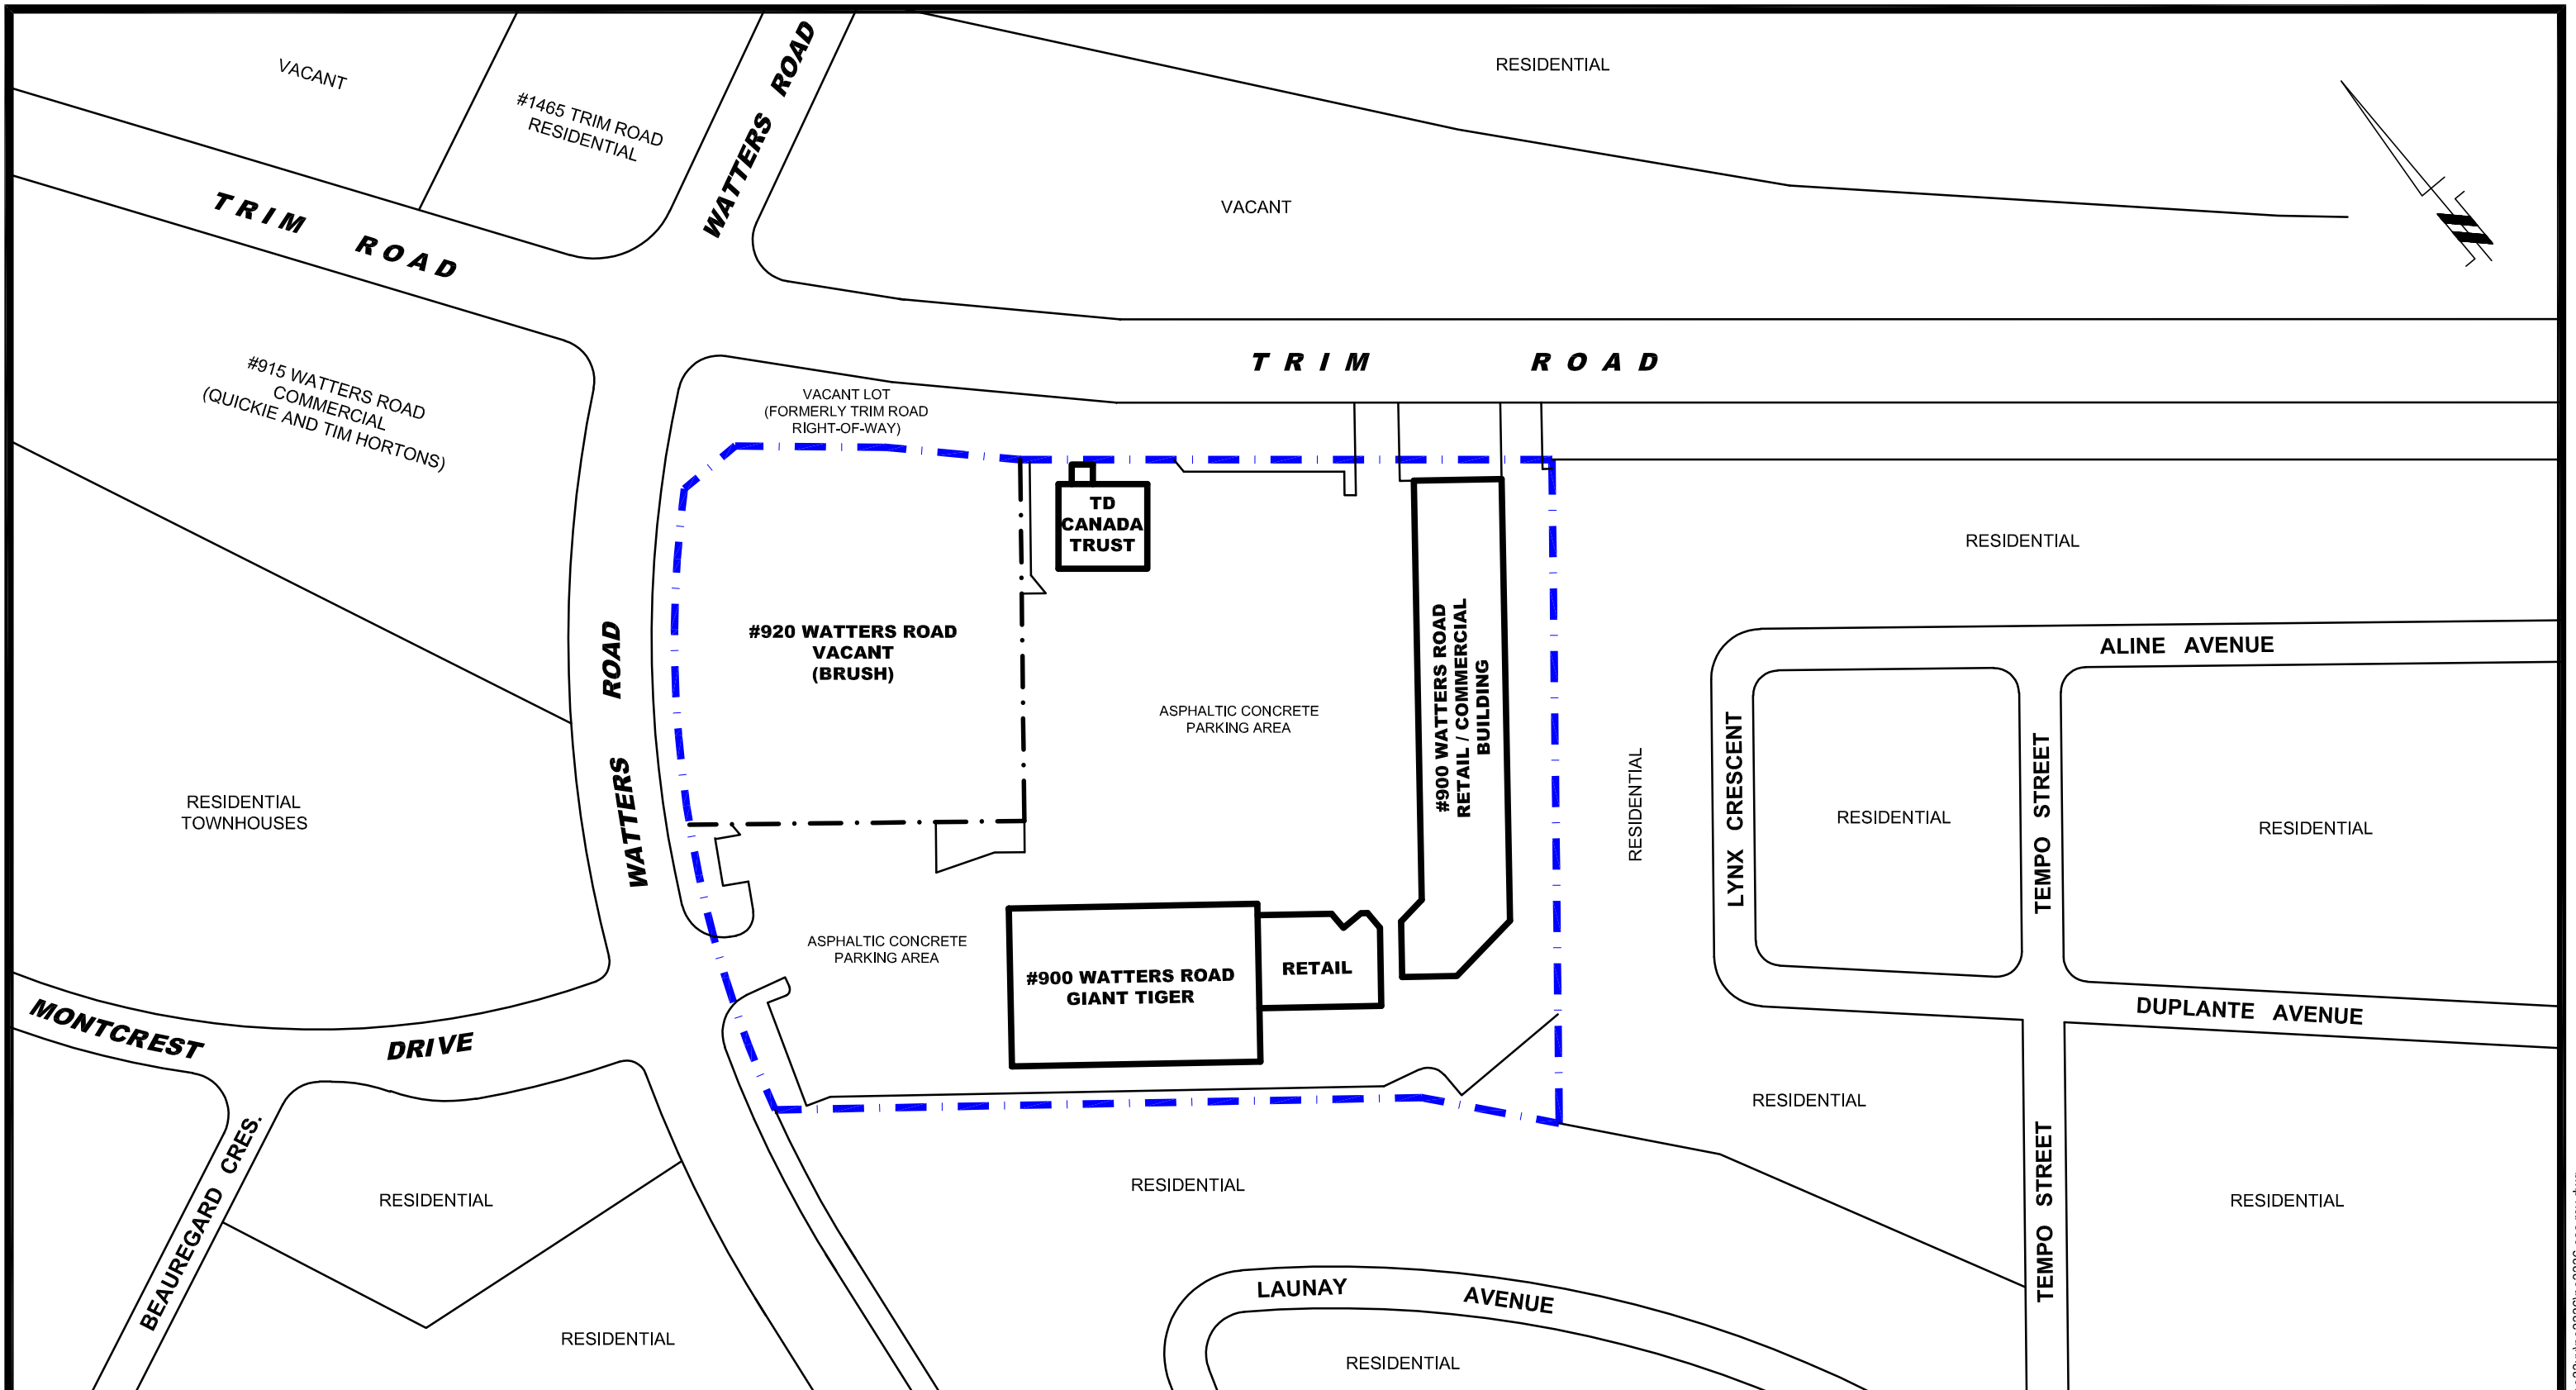 VACANT
#1465 TRIM ROAD
RESIDENTIAL
WATTERS ROAD
RESIDENTIAL
VACANT
TRIM ROAD
TRIM ROAD
#915 WATTERS ROAD
COMMERCIAL
(QUICKIE AND TIM HORTONS)
VACANT LOT
(FORMERLY TRIM ROAD
RIGHT-OF-WAY)
TD
CANADA
TRUST
RESIDENTIAL
#920 WATTERS ROAD
VACANT
(BRUSH)
WATTERS ROAD
ASPHALTIC CONCRETE
PARKING AREA
#900 WATTERS ROAD
RETAIL / COMMERCIAL
BUILDING
RESIDENTIAL
ALINE AVENUE
LYNX CRESCENT
RESIDENTIAL
TEMPO STREET
RESIDENTIAL
RESIDENTIAL
TOWNHOUSES
ASPHALTIC CONCRETE
PARKING AREA
#900 WATTERS ROAD
GIANT TIGER
RETAIL
DUPLANTE AVENUE
MONTCREST DRIVE
BEAUREGARD CRES.
RESIDENTIAL
RESIDENTIAL
RESIDENTIAL
TEMPO STREET
RESIDENTIAL
LAUNAY AVENUE
RESIDENTIAL
RESIDENTIAL